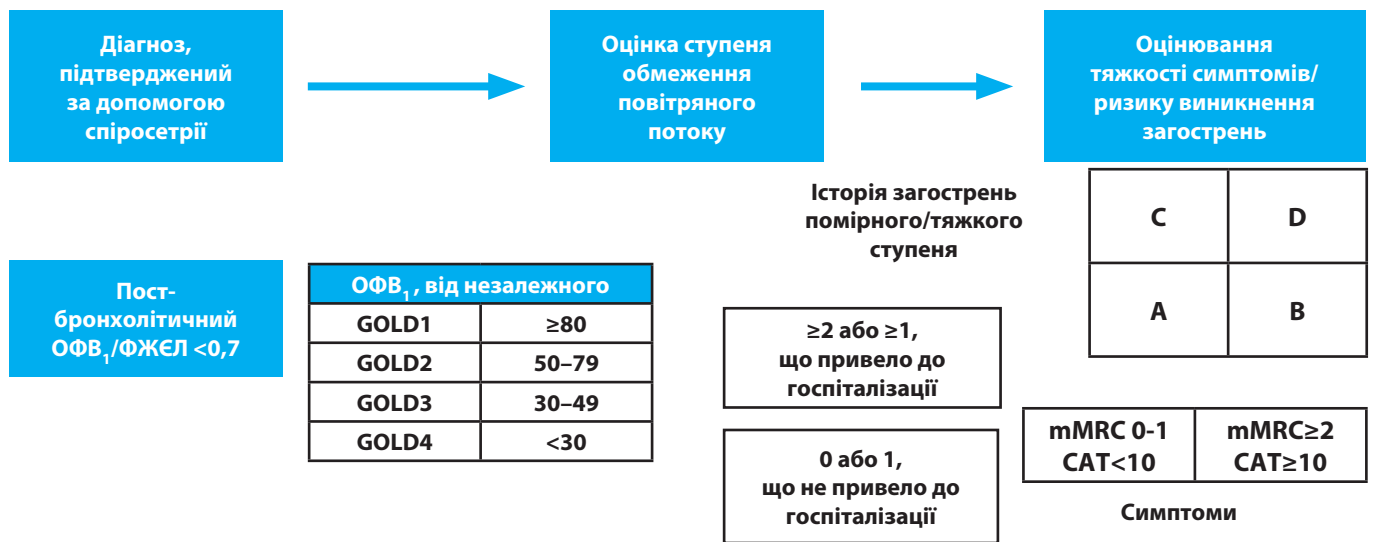 Діагноз,
підтверджений
за допомогою
спіросетрії
Оцінка ступеня
обмеження
повітряного
потоку
Оцінювання
тяжкості симптомів/
ризику виникнення
загострень
Пост-
бронхолітичний
ОФВ₁/ФЖЄЛ <0,7
ОФВ₁, від незалежного
GOLD1 ≥80
GOLD2 50–79
GOLD3 30–49
GOLD4 <30
Історія загострень
помірного/тяжкого
ступеня
≥2 або ≥1,
що привело до
госпіталізації
0 або 1,
що не привело до
госпіталізації
C D
A B
mMRC 0-1 mMRC≥2
CAT<10 CAT≥10
Симптоми